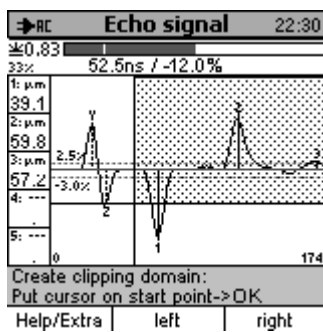 AC Echo signal 22:30
0.83
33% 52.5ns / -12.0%
1: µm
39.1
2: µm
59.8
3: µm 2.5%
57.2 -3.0%
4: ---
.
5: ---
.
1
2
2
3
0 174
Create clipping domain:
Put cursor on start point->OK
Help/Extra left right